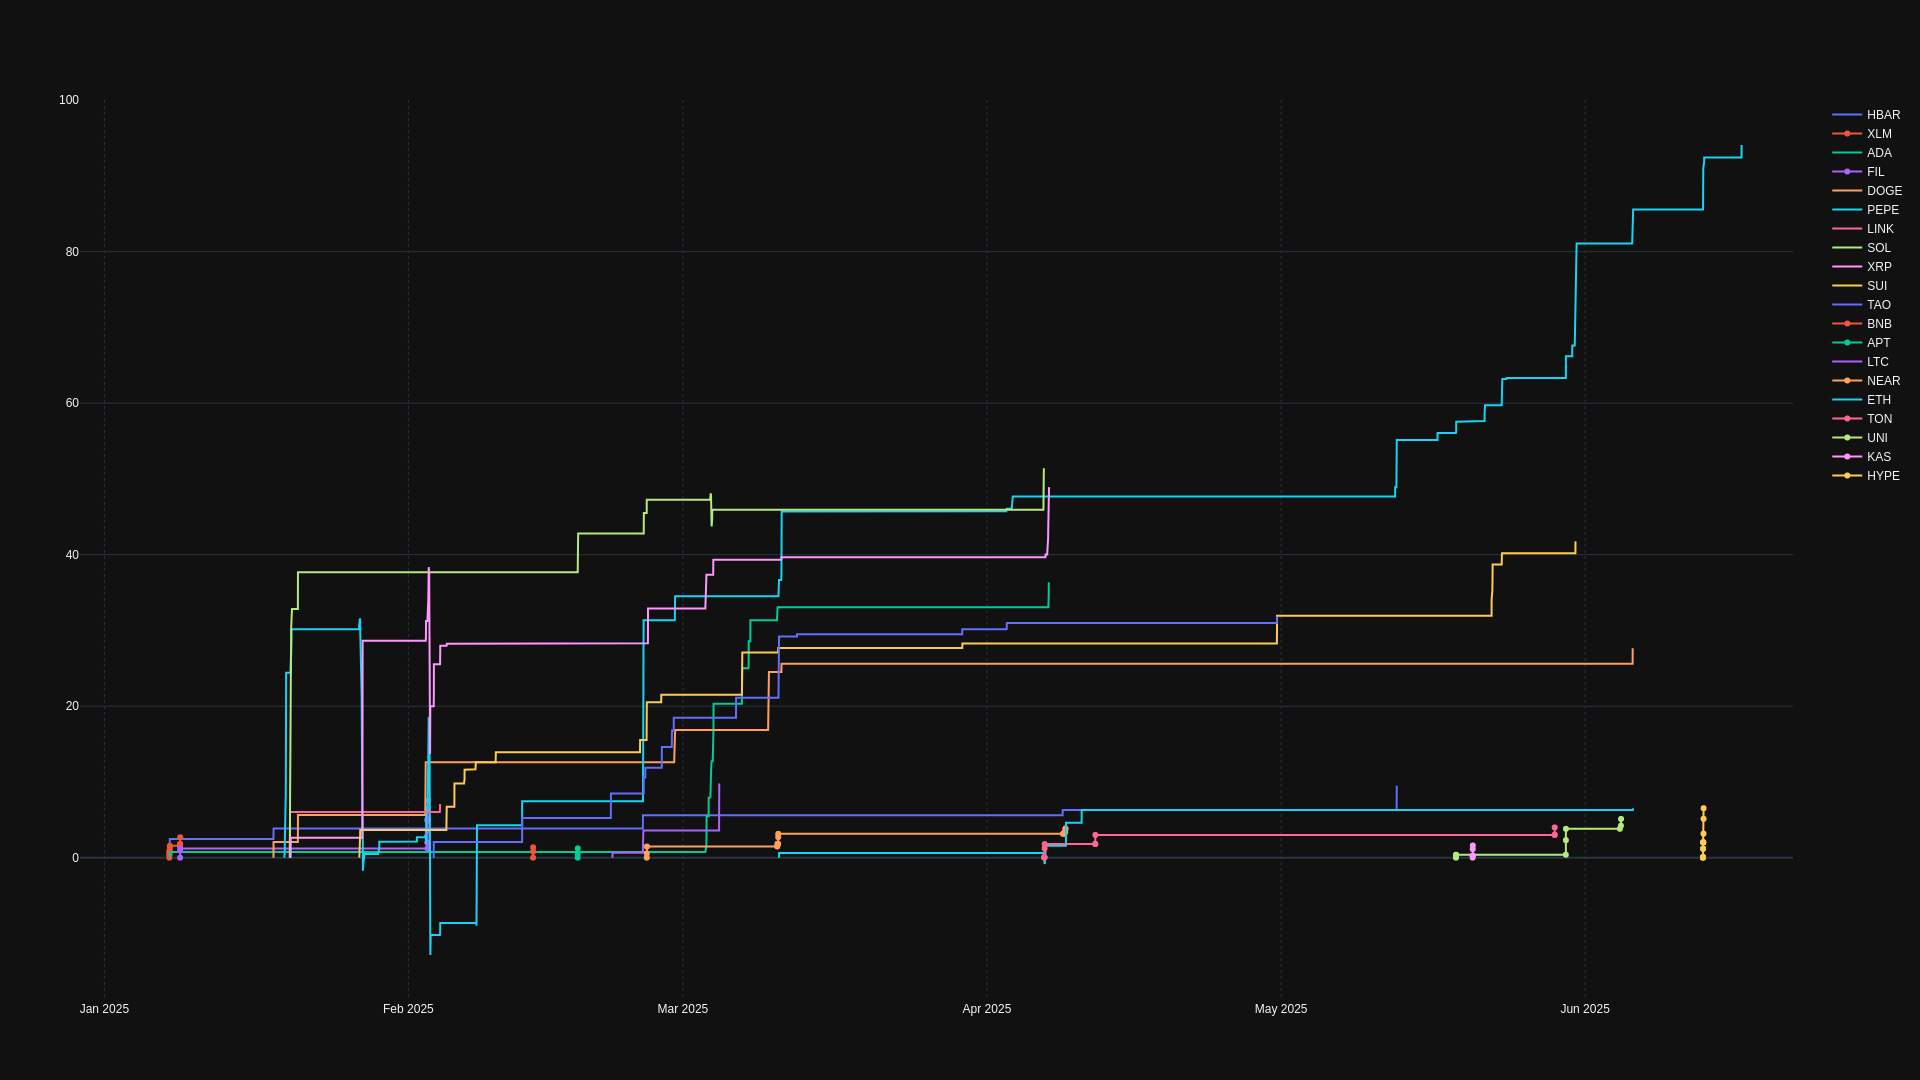 100
80
60
40
20
0
Jan 2025
Feb 2025
Mar 2025
Apr 2025
May 2025
Jun 2025
HBAR
XLM
ADA
FIL
DOGE
PEPE
LINK
SOL
XRP
SUI
TAO
BNB
APT
LTC
NEAR
ETH
TON
UNI
KAS
HYPE